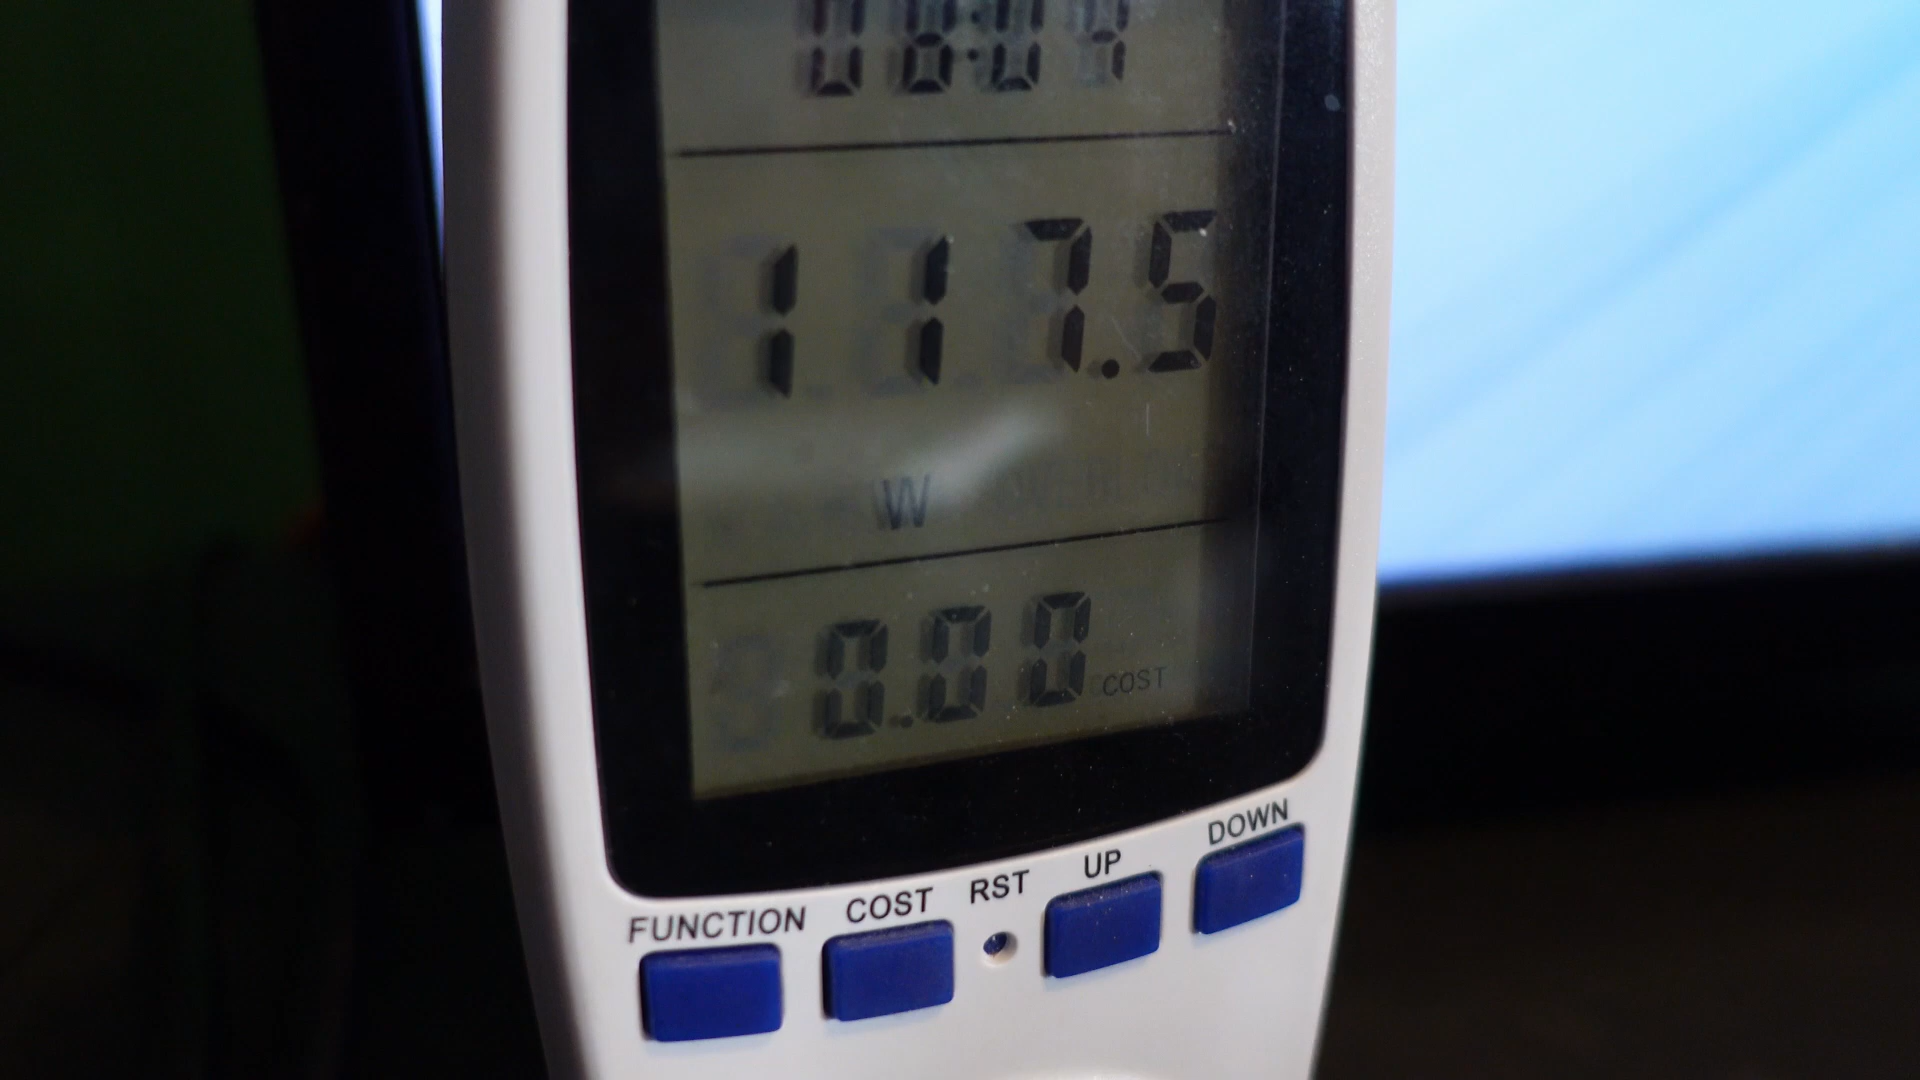 117.5
W
0.00 COST
FUNCTION COST RST UP DOWN